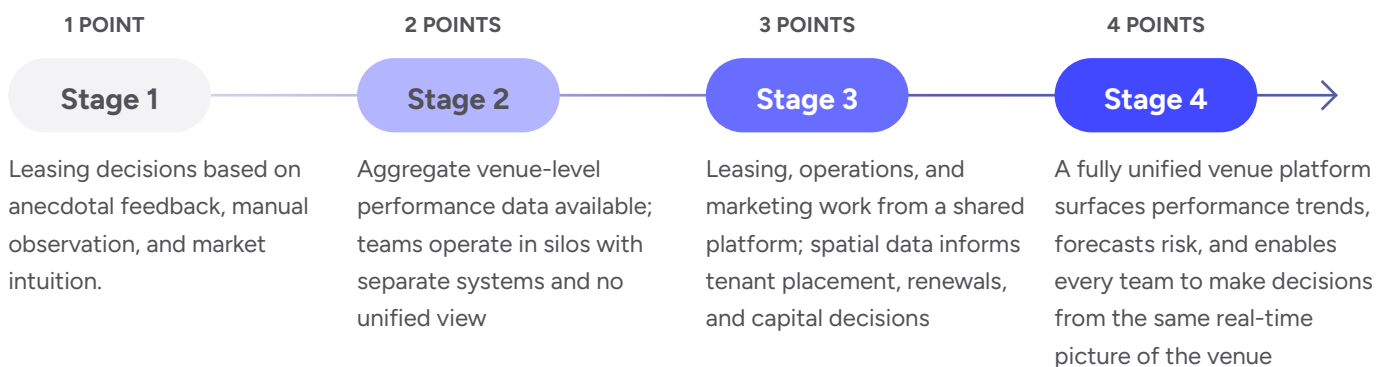 1 POINT
Stage 1
Leasing decisions based on
anecdotal feedback, manual
observation, and market
intuition.
2 POINTS
Stage 2
Aggregate venue-level
performance data available;
teams operate in silos with
separate systems and no
unified view
3 POINTS
Stage 3
Leasing, operations, and
marketing work from a shared
platform; spatial data informs
tenant placement, renewals,
and capital decisions
4 POINTS
Stage 4
A fully unified venue platform
surfaces performance trends,
forecasts risk, and enables
every team to make decisions
from the same real-time
picture of the venue